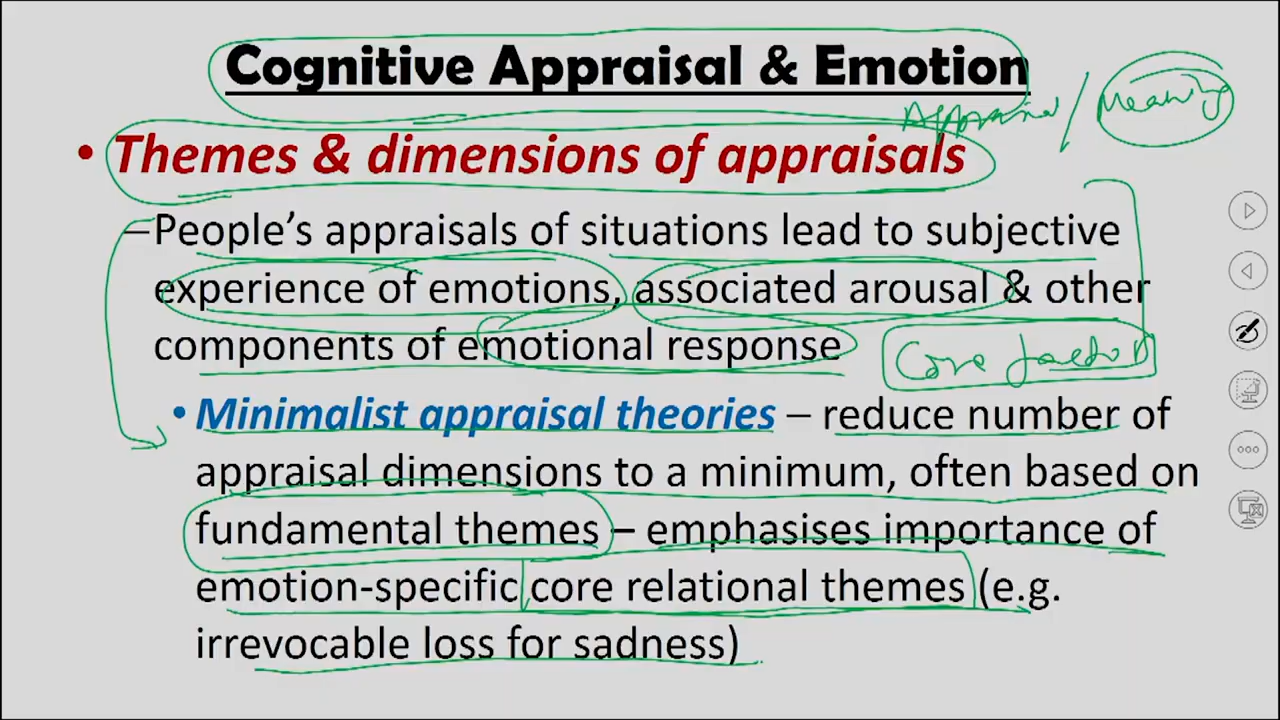 Cognitive Appraisal & Emotion
Appraisal / Meaning
• Themes & dimensions of appraisals
–People's appraisals of situations lead to subjective
experience of emotions, associated arousal & other
components of emotional response
Core factors
• Minimalist appraisal theories – reduce number of
appraisal dimensions to a minimum, often based on
fundamental themes – emphasises importance of
emotion-specific core relational themes (e.g.
irrevocable loss for sadness)